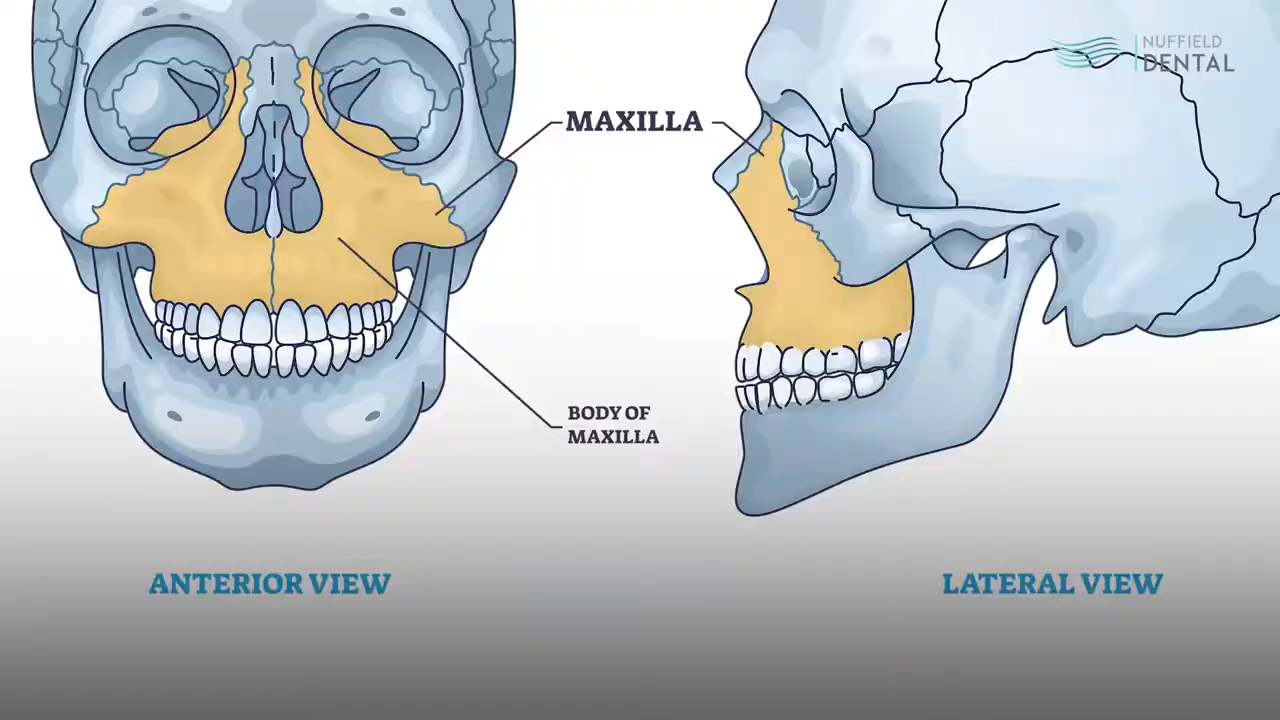 NUFFIELD
DENTAL
MAXILLA
BODY OF
MAXILLA
ANTERIOR VIEW
LATERAL VIEW